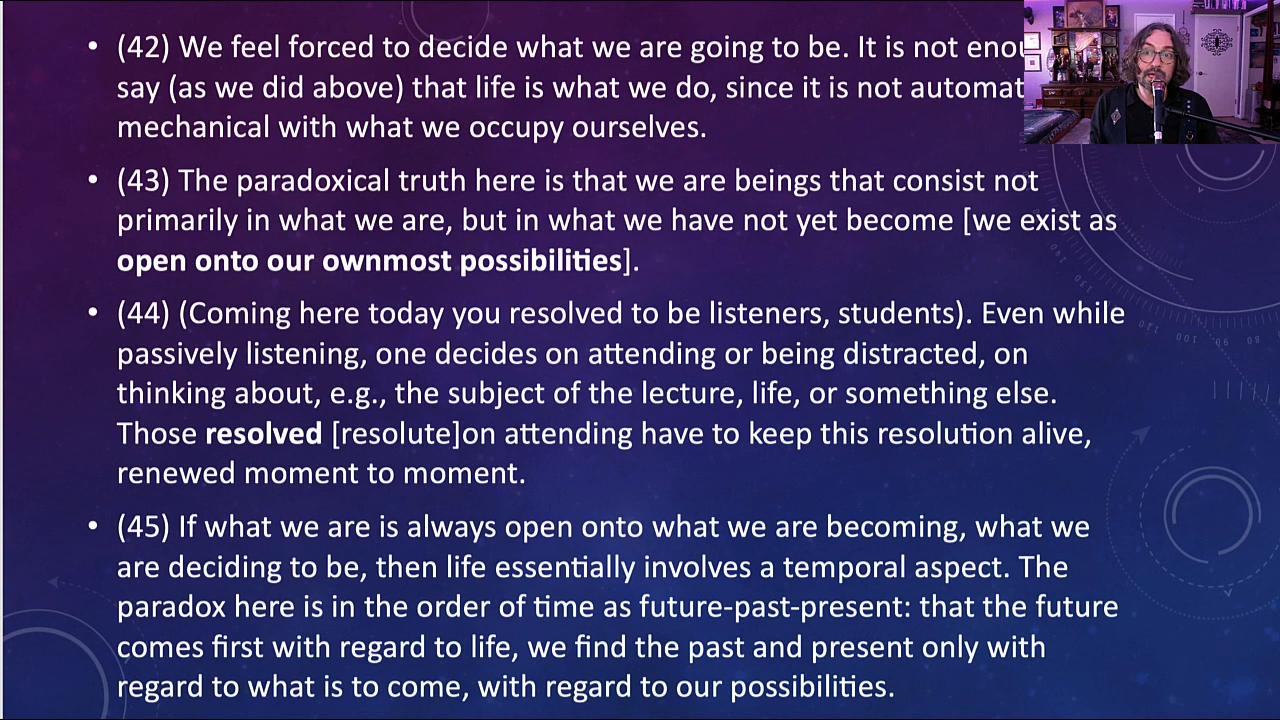 • (42) We feel forced to decide what we are going to be. It is not
say (as we did above) that life is what we do, since it is not
mechanical with what we occupy ourselves.
• (43) The paradoxical truth here is that we are beings that consist not
primarily in what we are, but in what we have not yet become [we exist as
open onto our ownmost possibilities].
• (44) (Coming here today you resolved to be listeners, students). Even while
passively listening, one decides on attending or being distracted, on
thinking about, e.g., the subject of the lecture, life, or something else.
Those resolved [resolute]on attending have to keep this resolution alive,
renewed moment to moment.
• (45) If what we are is always open onto what we are becoming, what we
are deciding to be, then life essentially involves a temporal aspect. The
paradox here is in the order of time as future-past-present: that the future
comes first with regard to life, we find the past and present only with
regard to what is to come, with regard to our possibilities.